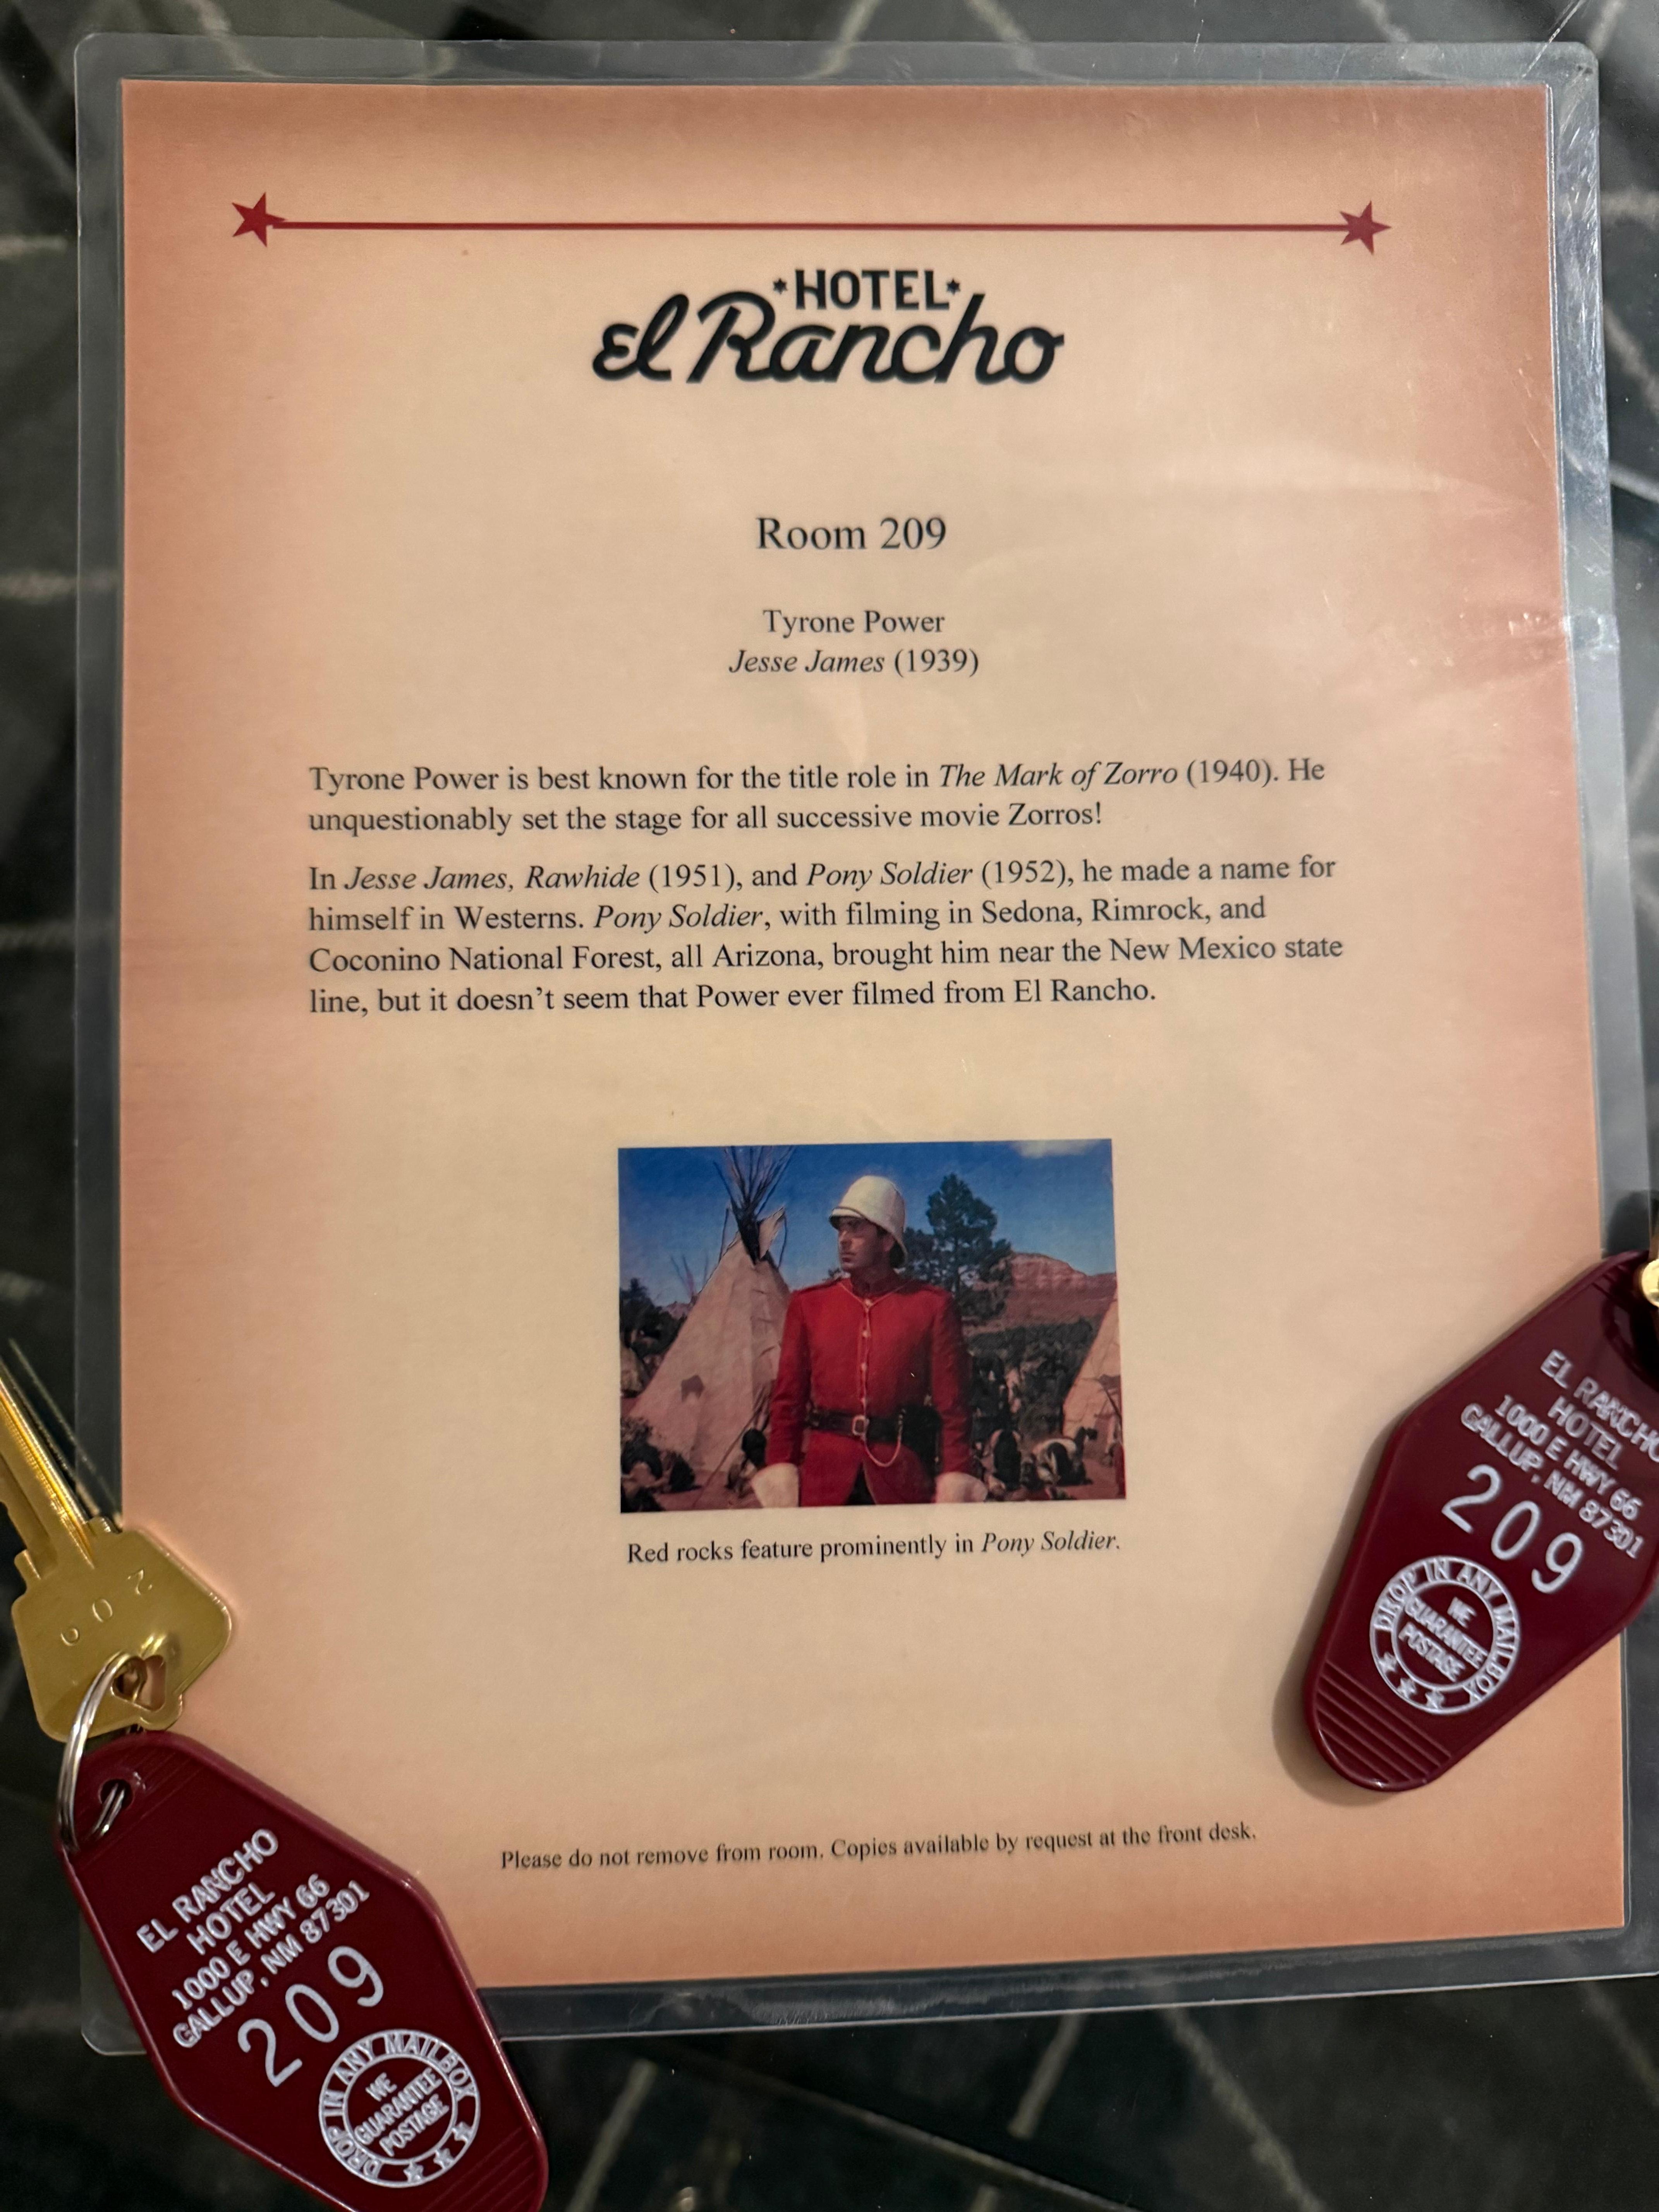 *HOTEL*
el Rancho
Room 209
Tyrone Power
Jesse James (1939)
Tyrone Power is best known for the title role in The Mark of Zorro (1940). He
unquestionably set the stage for all successive movie Zorros!
In Jesse James, Rawhide (1951), and Pony Soldier (1952), he made a name for
himself in Westerns. Pony Soldier, with filming in Sedona, Rimrock, and
Coconino National Forest, all Arizona, brought him near the New Mexico state
line, but it doesn't seem that Power ever filmed from El Rancho.
Red rocks feature prominently in Pony Soldier.
Please do not remove from room. Copies available by request at the front desk.
209
EL RANCHO
HOTEL
1000 E HWY 66
GALLUP, NM 87301
209
DROP IN ANY MAILBOX
WE
GUARANTEE
POSTAGE
EL RANCHO
HOTEL
1000 E HWY 66
GALLUP, NM 87301
209
DROP IN ANY MAILBOX
WE
GUARANTEE
POSTAGE